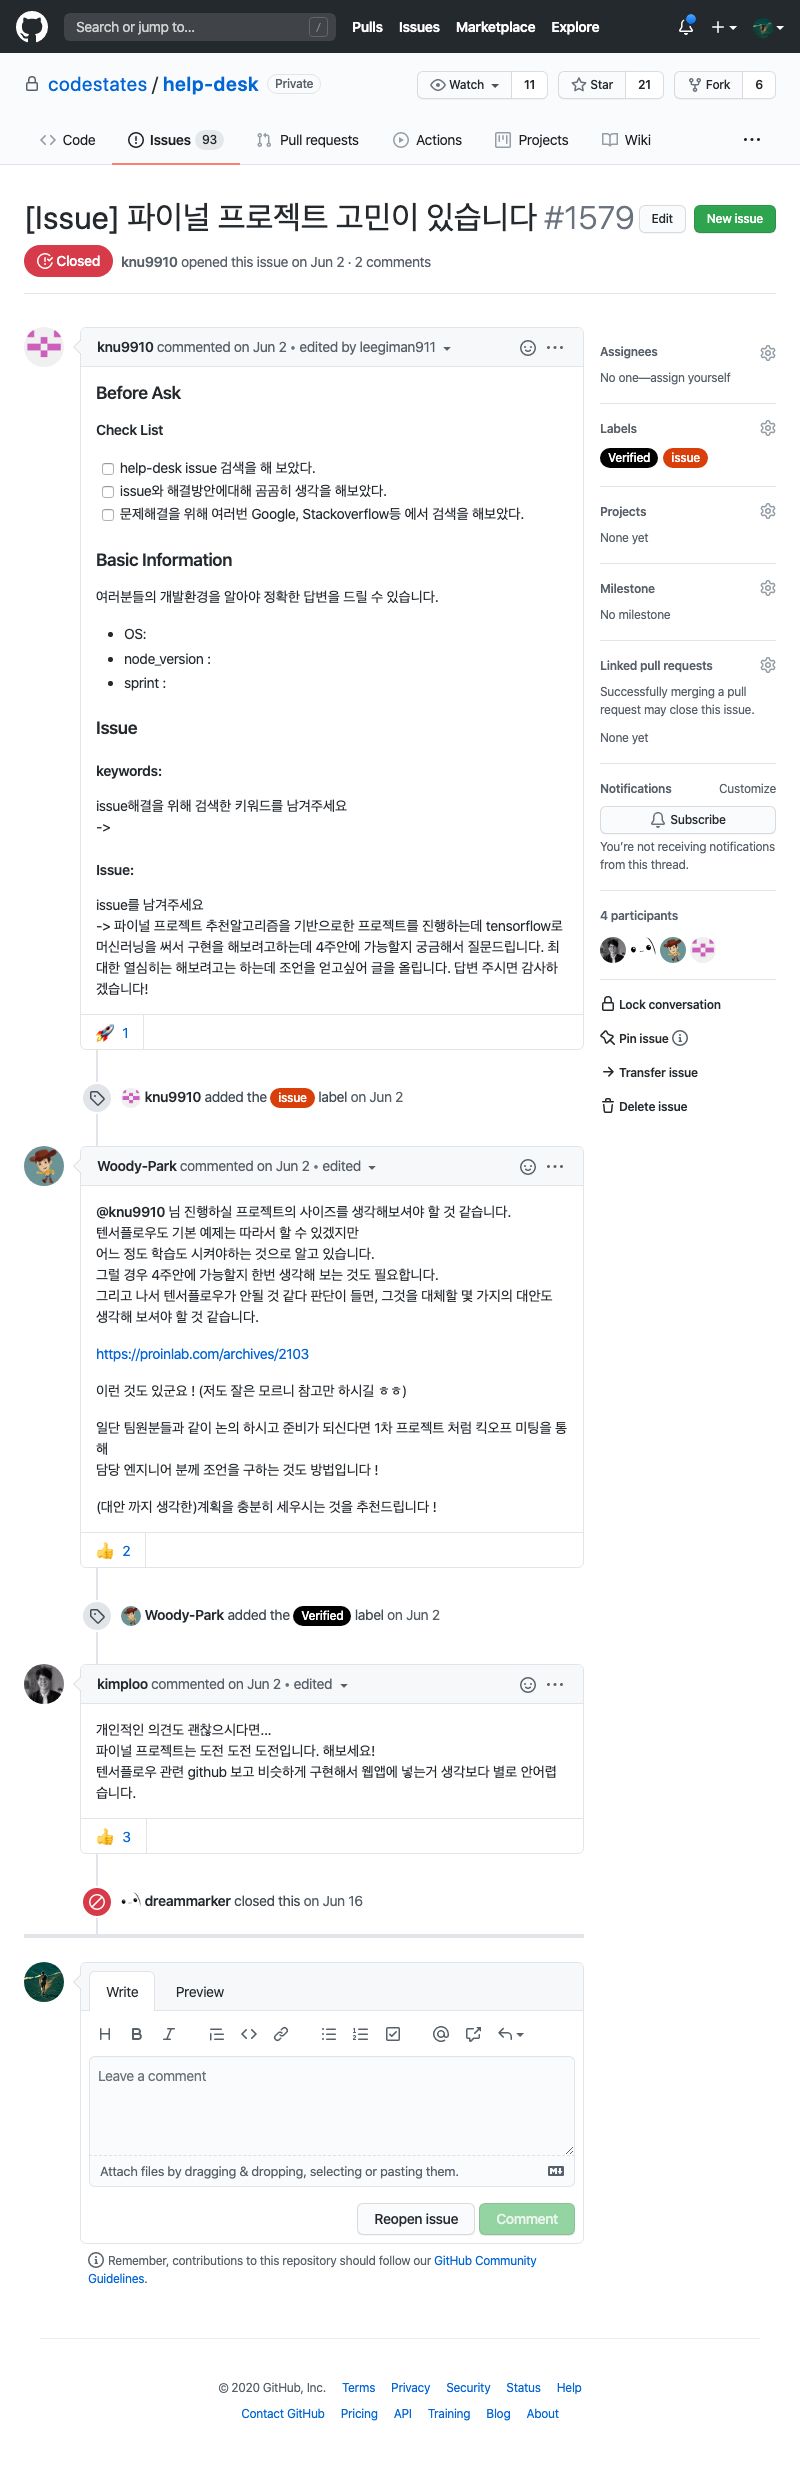 Search or jump to...
/
Pulls Issues Marketplace Explore
codestates / help-desk Private
Watch 11
Star 21
Fork 6
Code
Issues 93
Pull requests
Actions
Projects
Wiki
[Issue] 파이널 프로젝트 고민이 있습니다 #1579
Edit
New issue
Closed
knu9910 opened this issue on Jun 2 · 2 comments
knu9910 commented on Jun 2 • edited by leegiman911
Before Ask
Check List
help-desk issue 검색을 해 보았다.
issue와 해결방안에대해 곰곰히 생각을 해보았다.
문제해결을 위해 여러번 Google, Stackoverflow등 에서 검색을 해보았다.
Basic Information
여러분들의 개발환경을 알아야 정확한 답변을 드릴 수 있습니다.
• OS:
• node_version :
• sprint :
Issue
keywords:
issue해결을 위해 검색한 키워드를 남겨주세요
->
Issue:
issue를 남겨주세요
-> 파이널 프로젝트 추천알고리즘을 기반으로한 프로젝트를 진행하는데 tensorflow로
머신러닝을 써서 구현을 해보려고하는데 4주안에 가능할지 궁금해서 질문드립니다. 최
대한 열심히는 해보려고는 하는데 조언을 얻고싶어 글을 올립니다. 답변 주시면 감사하
겠습니다!
🚀 1
knu9910 added the issue label on Jun 2
Woody-Park commented on Jun 2 • edited
@knu9910 님 진행하실 프로젝트의 사이즈를 생각해보셔야 할 것 같습니다.
텐서플로우도 기본 예제는 따라서 할 수 있겠지만
어느 정도 학습도 시켜야하는 것으로 알고 있습니다.
그럴 경우 4주안에 가능할지 한번 생각해 보는 것도 필요합니다.
그리고 나서 텐서플로우가 안될 것 같다 판단이 들면, 그것을 대체할 몇 가지의 대안도
생각해 보셔야 할 것 같습니다.
https://proinlab.com/archives/2103
이런 것도 있군요 ! (저도 잘은 모르니 참고만 하시길 ㅎㅎ)
일단 팀원분들과 같이 논의 하시고 준비가 되신다면 1차 프로젝트 처럼 킥오프 미팅을 통
해
담당 엔지니어 분께 조언을 구하는 것도 방법입니다 !
(대안 까지 생각한)계획을 충분히 세우시는 것을 추천드립니다 !
👍 2
Woody-Park added the Verified label on Jun 2
kimploo commented on Jun 2 • edited
개인적인 의견도 괜찮으시다면...
파이널 프로젝트는 도전 도전 도전입니다. 해보세요!
텐서플로우 관련 github 보고 비슷하게 구현해서 웹앱에 넣는거 생각보다 별로 안어렵
습니다.
👍 3
dreammarker closed this on Jun 16
Write
Preview
Leave a comment
Attach files by dragging & dropping, selecting or pasting them.
Reopen issue
Comment
Remember, contributions to this repository should follow our GitHub Community
Guidelines.
Assignees
No one—assign yourself
Labels
Verified issue
Projects
None yet
Milestone
No milestone
Linked pull requests
Successfully merging a pull
request may close this issue.
None yet
Notifications
Customize
Subscribe
You're not receiving notifications
from this thread.
4 participants
Lock conversation
Pin issue
Transfer issue
Delete issue
© 2020 GitHub, Inc. Terms Privacy Security Status Help
Contact GitHub Pricing API Training Blog About